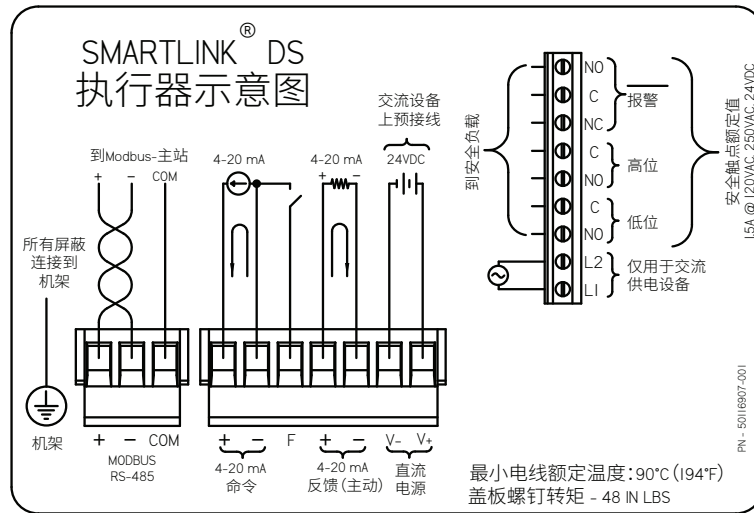 SMARTLINK® DS
执行器示意图
到Modbus-主站
+ - COM
4-20 mA
4-20 mA
+ -
交流设备
上预接线
24VDC
所有屏蔽
连接到
机架
机架
+ - COM
MODBUS
RS-485
+ - F + - V- V+
4-20 mA
命令
4-20 mA
反馈(主动)
直流
电源
到安全负载
NO
C
NC
C
NO
C
NO
L2
L1
报警
高位
低位
仅用于交流
供电设备
安全触点额定值
1.5A @ 120VAC, 250VAC, 24VDC
PN - 50116907-001
最小电线额定温度:90°C (194°F)
盖板螺钉转矩 - 48 IN LBS